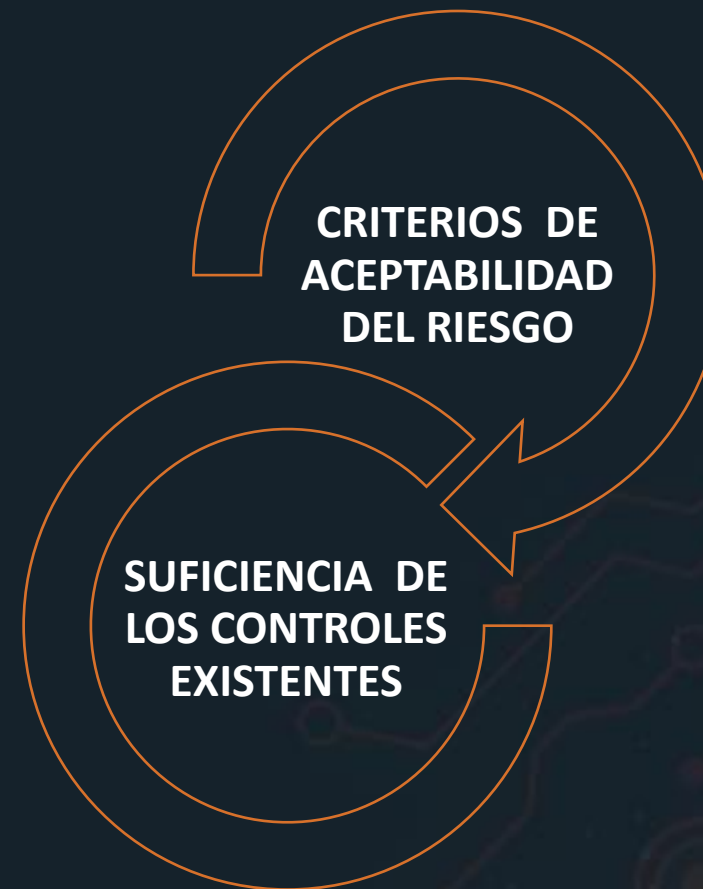 CRITERIOS DE
ACEPTABILIDAD
DEL RIESGO
SUFICIENCIA DE
LOS CONTROLES
EXISTENTES